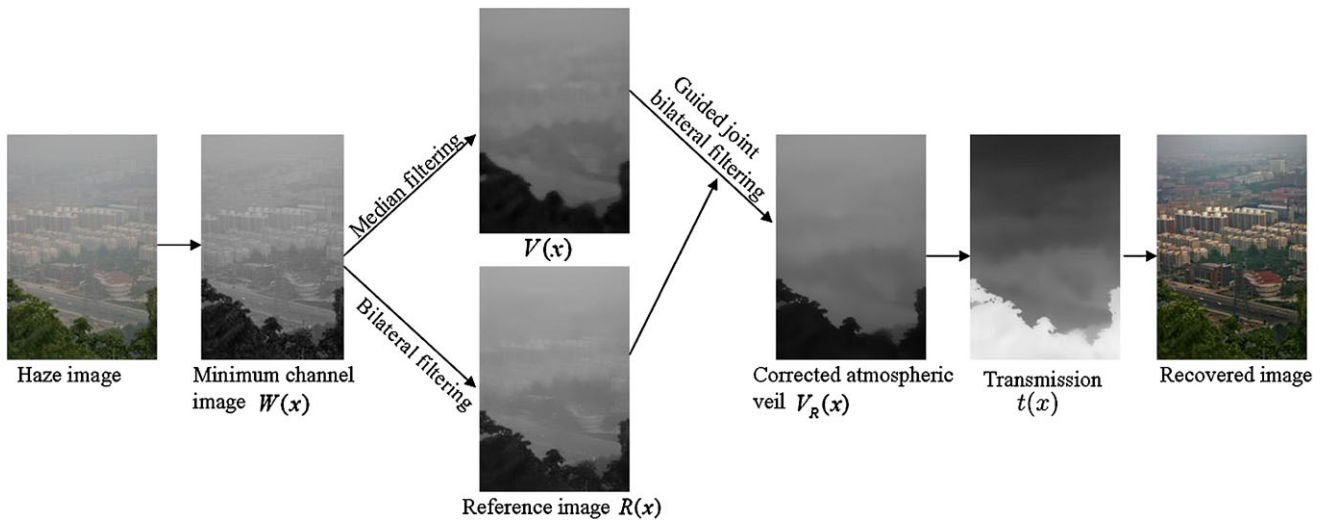 Haze image
Minimum channel
image W(x)
Median filtering
Bilateral filtering
V(x)
Reference image R(x)
Guided joint
bilateral filtering
Corrected atmospheric
veil V_R(x)
Transmission
t(x)
Recovered image